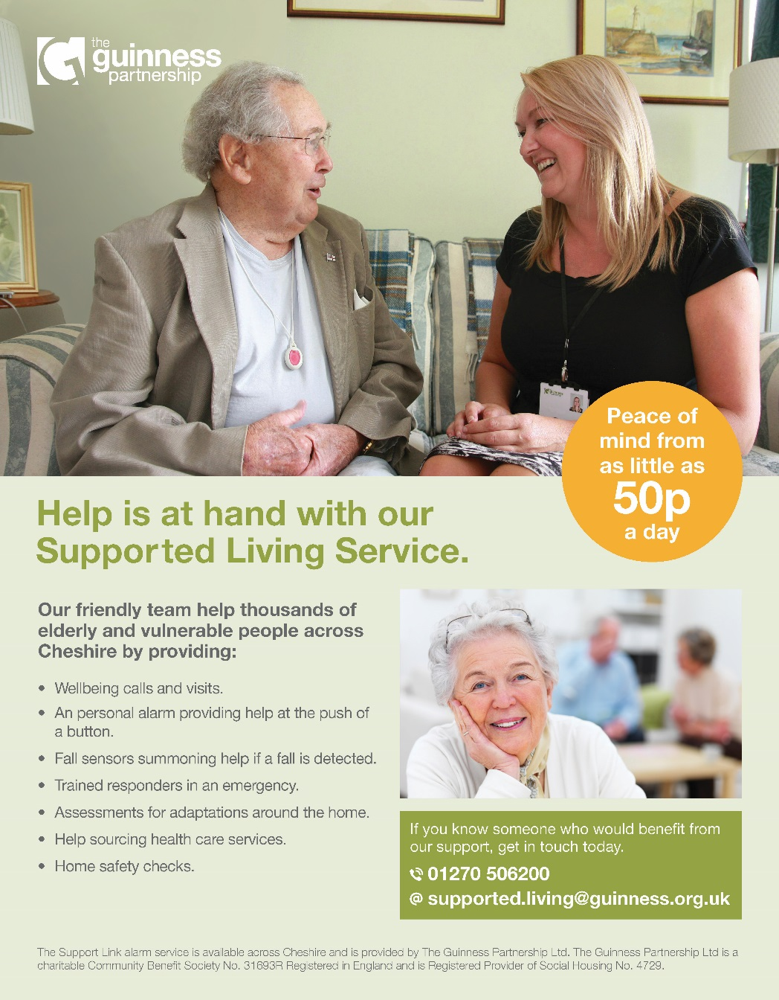 the
guinness
partnership
Peace of
mind from
as little as
50p
a day
Help is at hand with our
Supported Living Service.
Our friendly team help thousands of
elderly and vulnerable people across
Cheshire by providing:
• Wellbeing calls and visits.
• An personal alarm providing help at the push of
a button.
• Fall sensors summoning help if a fall is detected.
• Trained responders in an emergency.
• Assessments for adaptations around the home.
• Help sourcing health care services.
• Home safety checks.
If you know someone who would benefit from
our support, get in touch today.
01270 506200
@ supported.living@guinness.org.uk
The Support Link alarm service is available across Cheshire and is provided by The Guinness Partnership Ltd. The Guinness Partnership Ltd is a
charitable Community Benefit Society No. 31693R Registered in England and is Registered Provider of Social Housing No. 4729.